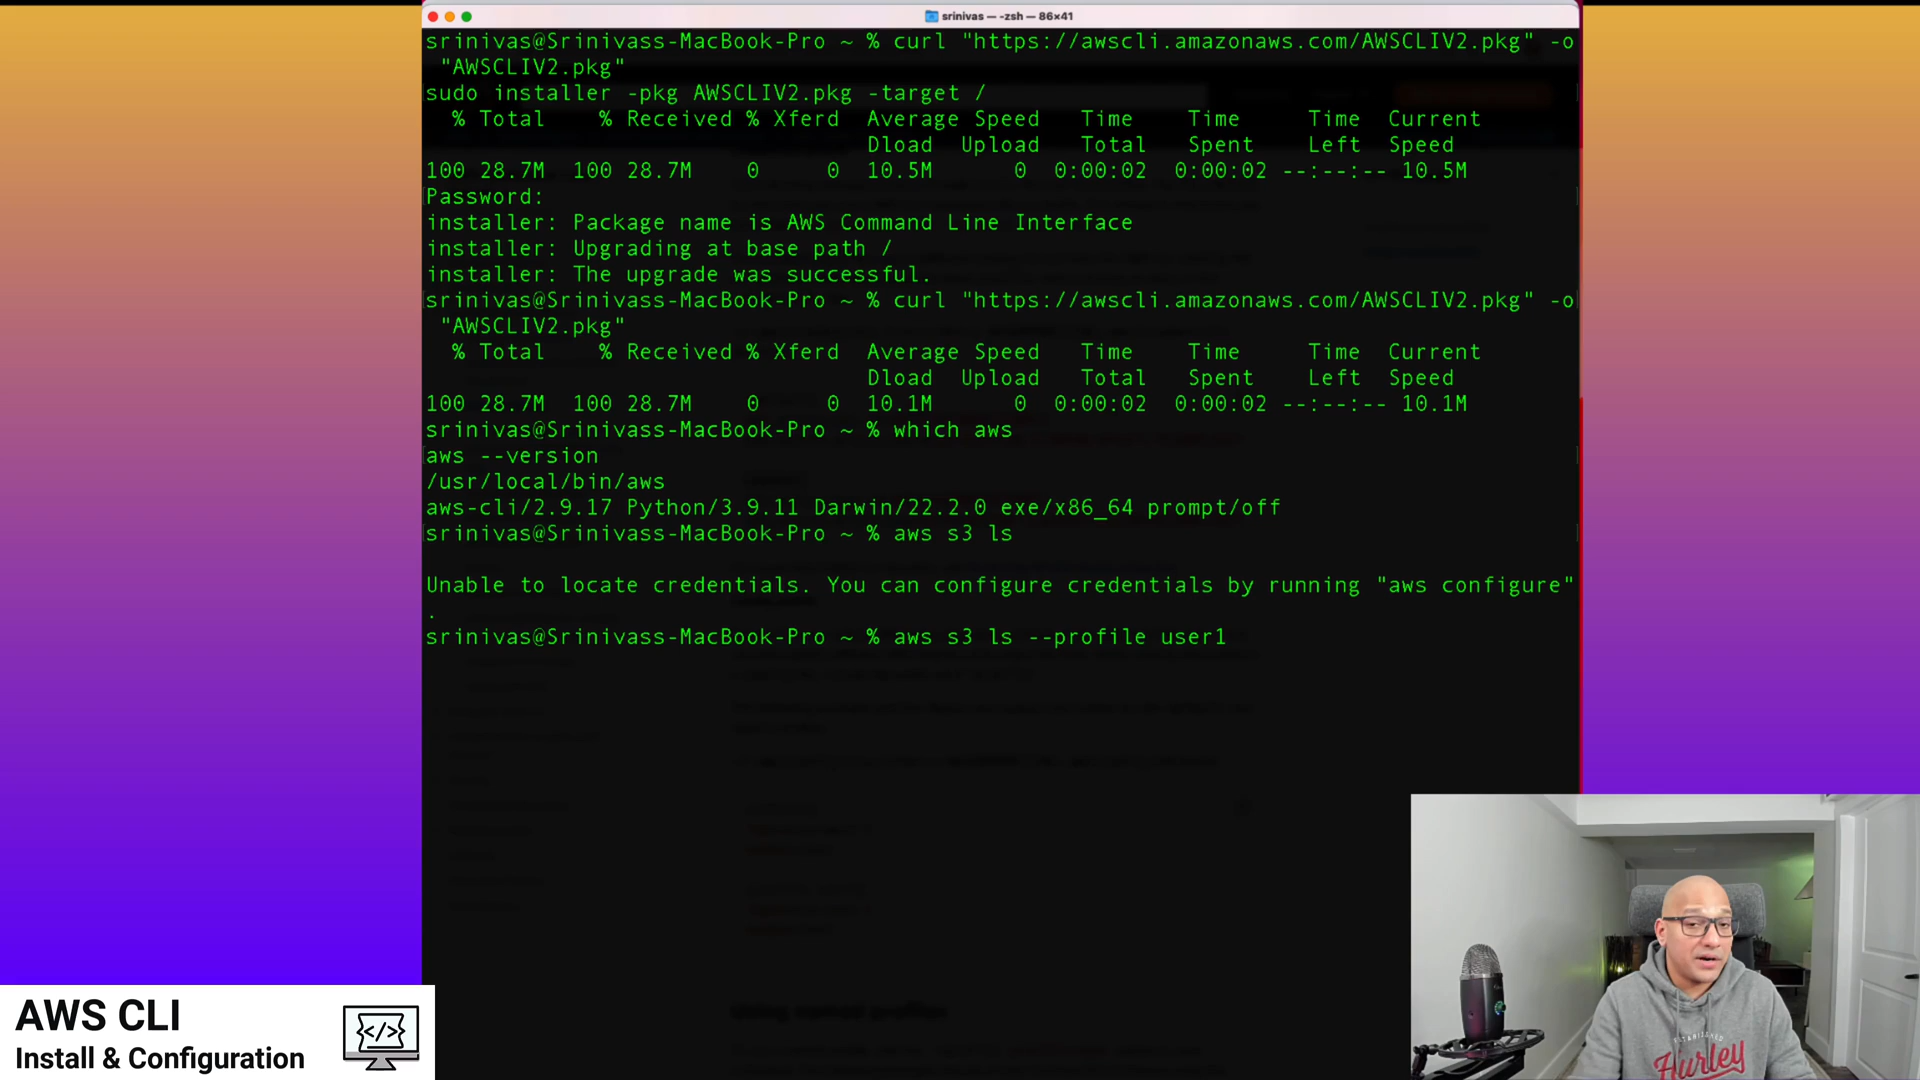 srinivas — -zsh — 86×41
srinivas@Srinivass-MacBook-Pro ~ % curl "https://awscli.amazonaws.com/AWSCLIV2.pkg" -o
"AWSCLIV2.pkg"
sudo installer -pkg AWSCLIV2.pkg -target /
% Total % Received % Xferd Average Speed Time Time Time Current
Dload Upload Total Spent Left Speed
100 28.7M 100 28.7M 0 0 10.5M 0 0:00:02 0:00:02 --:--:-- 10.5M
Password:
installer: Package name is AWS Command Line Interface
installer: Upgrading at base path /
installer: The upgrade was successful.
srinivas@Srinivass-MacBook-Pro ~ % curl "https://awscli.amazonaws.com/AWSCLIV2.pkg" -o
"AWSCLIV2.pkg"
% Total % Received % Xferd Average Speed Time Time Time Current
Dload Upload Total Spent Left Speed
100 28.7M 100 28.7M 0 0 10.1M 0 0:00:02 0:00:02 --:--:-- 10.1M
srinivas@Srinivass-MacBook-Pro ~ % which aws
aws --version
/usr/local/bin/aws
aws-cli/2.9.17 Python/3.9.11 Darwin/22.2.0 exe/x86_64 prompt/off
srinivas@Srinivass-MacBook-Pro ~ % aws s3 ls
Unable to locate credentials. You can configure credentials by running "aws configure"
.
srinivas@Srinivass-MacBook-Pro ~ % aws s3 ls --profile user1
Using named profiles
AWS CLI
</>
Install & Configuration
Hurley